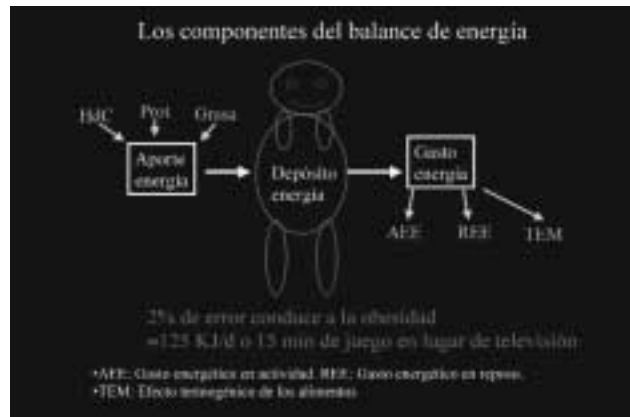 Los componentes del balance de energía
HdC Prot Grasa
Aporte
energía
Depósito
energía
Gasto
energía
AEE REE TEM
2% de error conduce a la obesidad
=125 KJ/d o 15 min de juego en lugar de televisión
•AEE: Gasto energético en actividad. REE: Gasto energético en reposo.
•TEM: Efecto termogénico de los alimentos